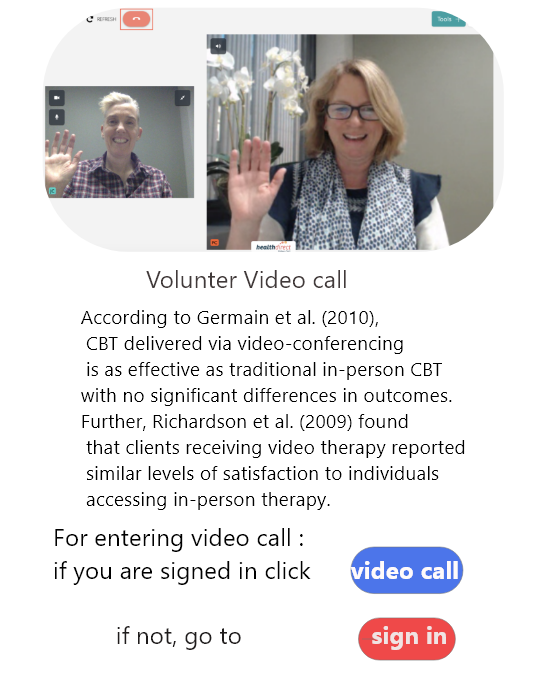 REFRESH
Tools
healthdirect
Volunter Video call
According to Germain et al. (2010),
CBT delivered via video-conferencing
is as effective as traditional in-person CBT
with no significant differences in outcomes.
Further, Richardson et al. (2009) found
that clients receiving video therapy reported
similar levels of satisfaction to individuals
accessing in-person therapy.
For entering video call :
if you are signed in click
video call
if not, go to
sign in